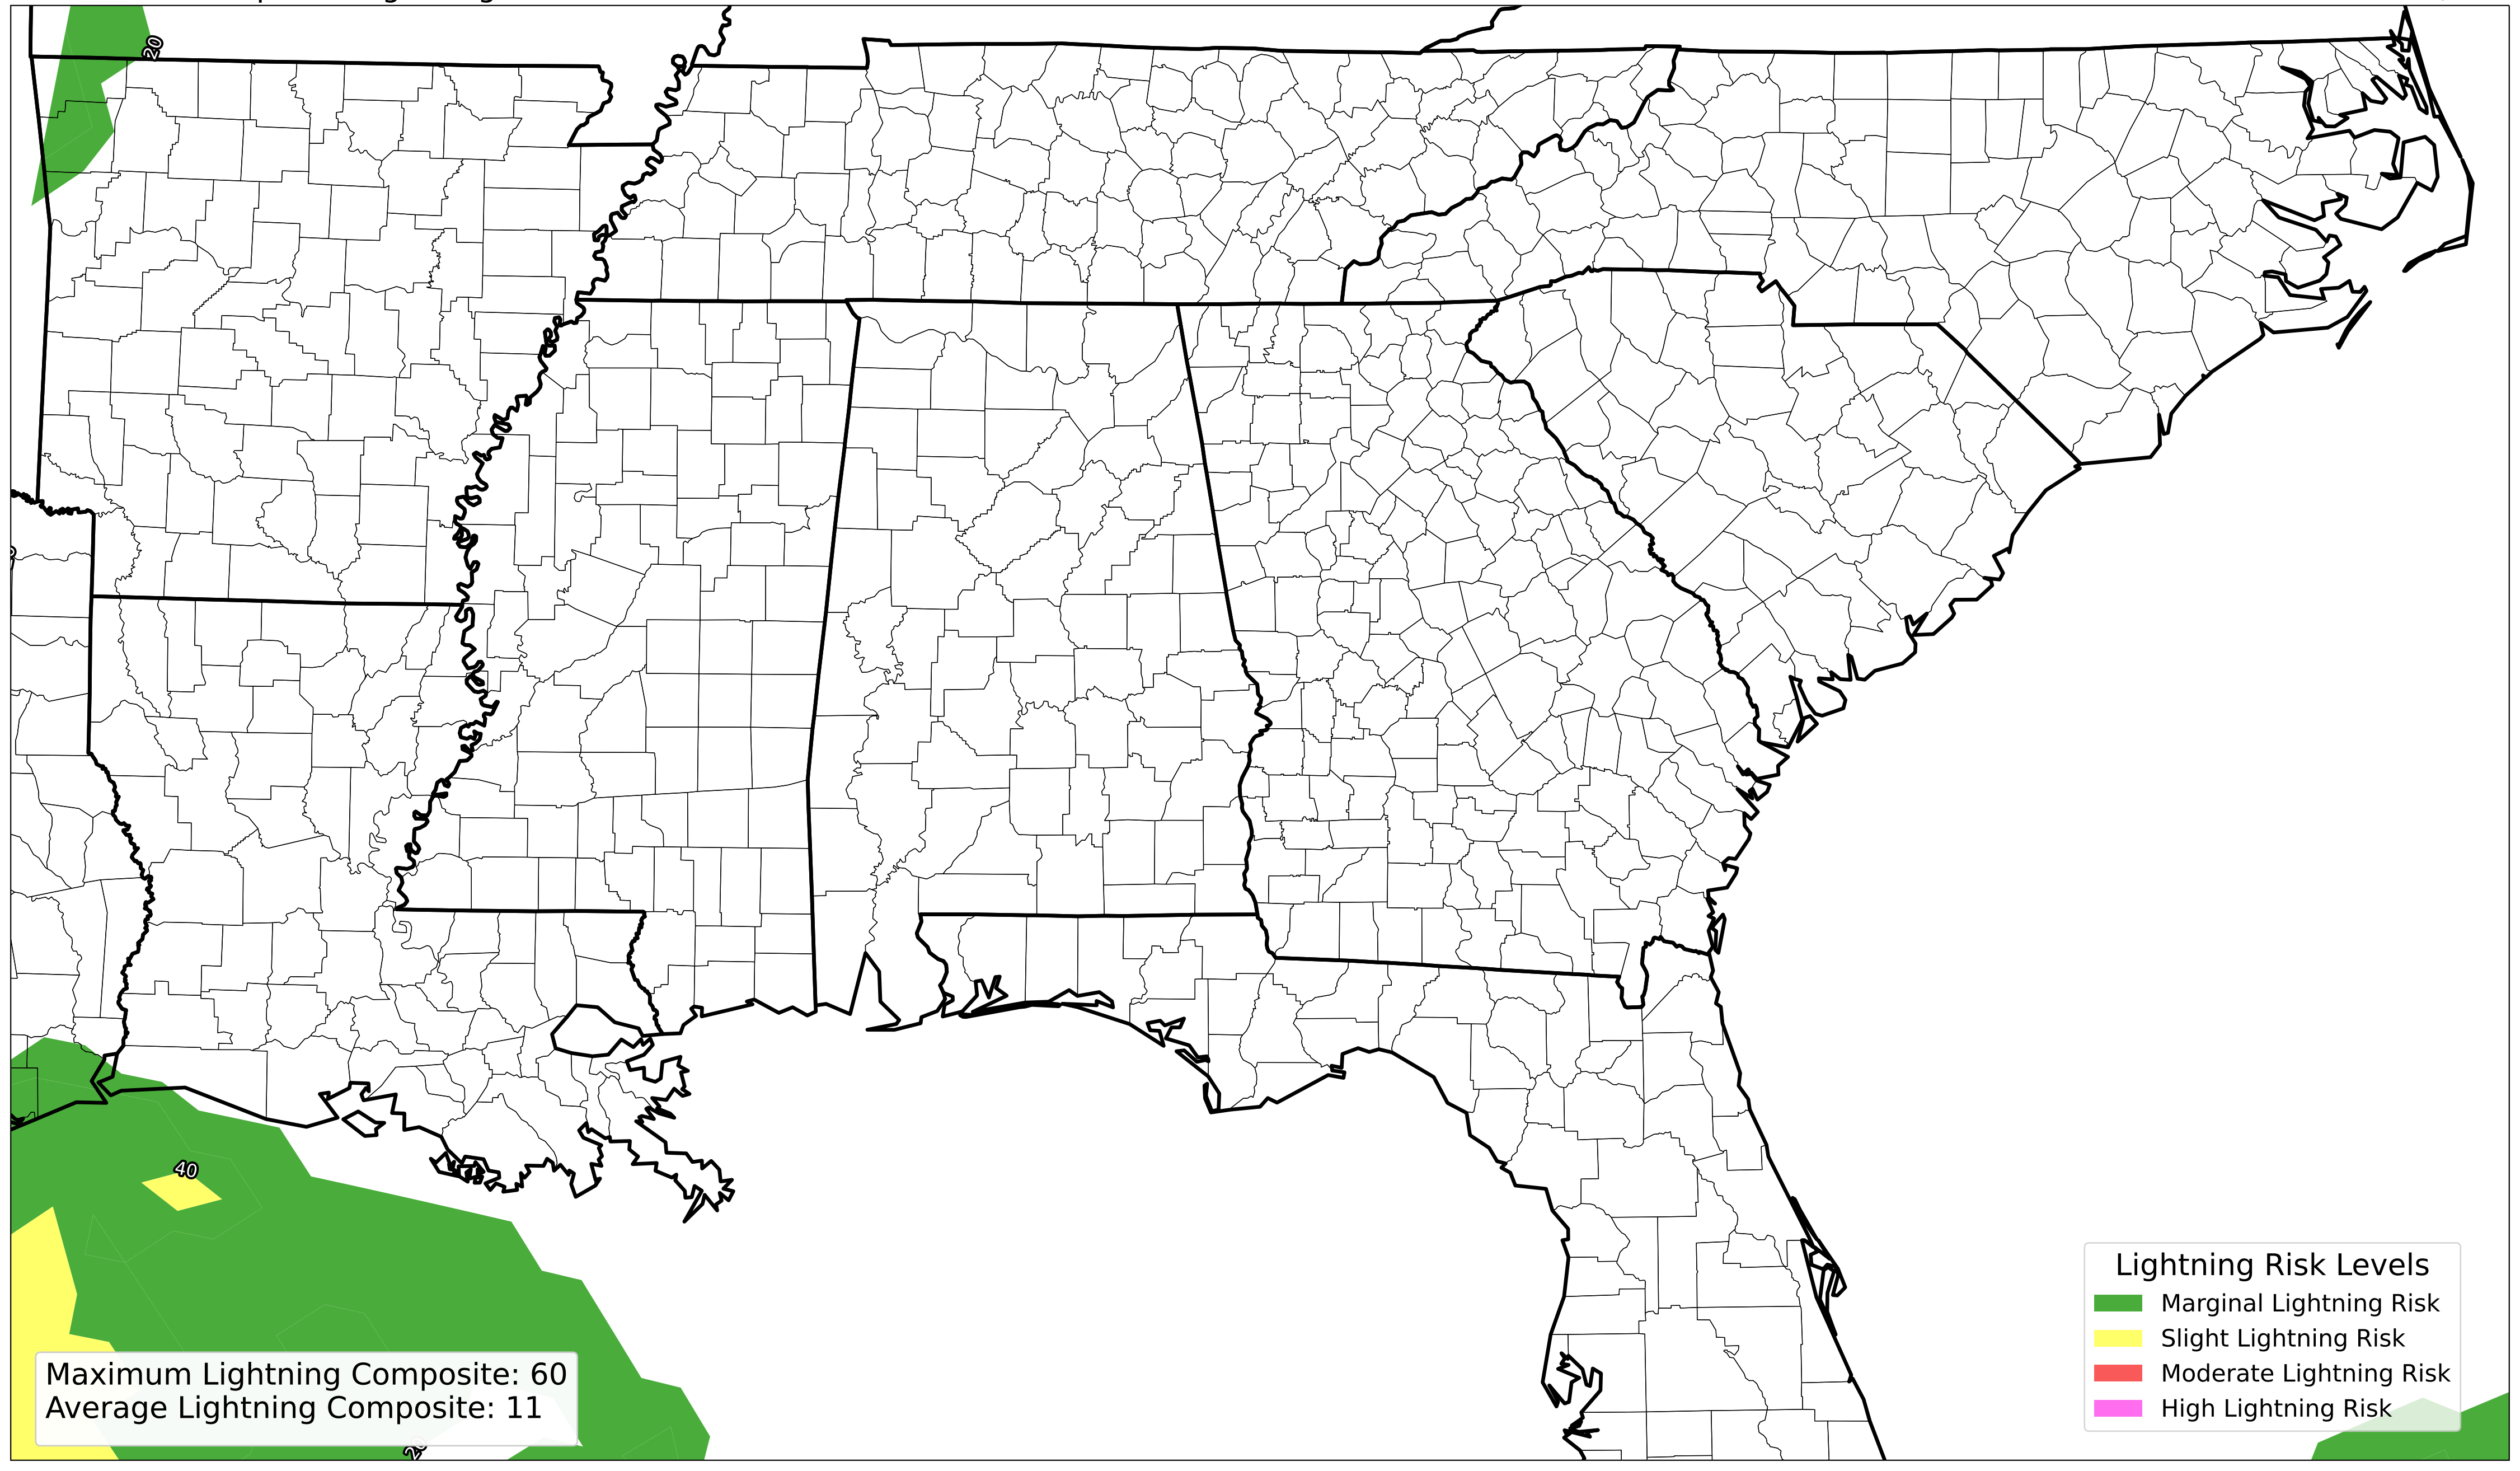 20
40
Lightning Risk Levels
Marginal Lightning Risk
Slight Lightning Risk
Moderate Lightning Risk
High Lightning Risk
Maximum Lightning Composite: 60
Average Lightning Composite: 11